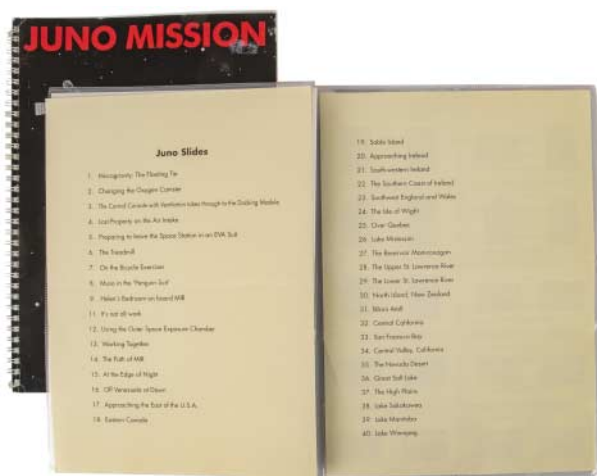 JUNO MISSION
Juno Slides
1. Microgravity: The Floating Tie
2. Changing the Oxygen Canister
3. The Control Console with Ventilation tubes through to the Docking Module
4. Lost Property on the Air Intake
5. Preparing to leave the Space Station in an EVA Suit
6. The Treadmill
7. On the Bicycle Exerciser
8. Musa in the 'Penguin Suit'
9. Helen's Bedroom on board MIR
11. It's not all work
12. Using the Outer Space Exposure Chamber
13. Working Together
14. The Path of MIR
15. At the Edge of Night
16. Off at Dawn
17. Approaching the East of the U.S.A.
18. Eastern Canada
19. Sable Island
20. Approaching Ireland
21. South-western Ireland
22. The Southern Coast of Ireland
23. Southwest England and Wales
24. The Isle of Wight
25. Over Quebec
26. Lake Mistassini
27. The Reservoir Manicouagan
28. The Upper St. Lawrence River
29. The Lower St. Lawrence River
30. North Island, New Zealand
31. Atoll
32. Central California
33. San Francisco Bay
34. Central Valley, California
35. The Nevada Desert
36. Great Salt Lake
37. The High Plains
38. Lake Sakakawea
39. Lake Manitoba
40. Lake Winnipeg